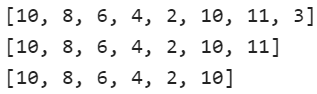 [10, 8, 6, 4, 2, 10, 11, 3]
[10, 8, 6, 4, 2, 10, 11]
[10, 8, 6, 4, 2, 10]